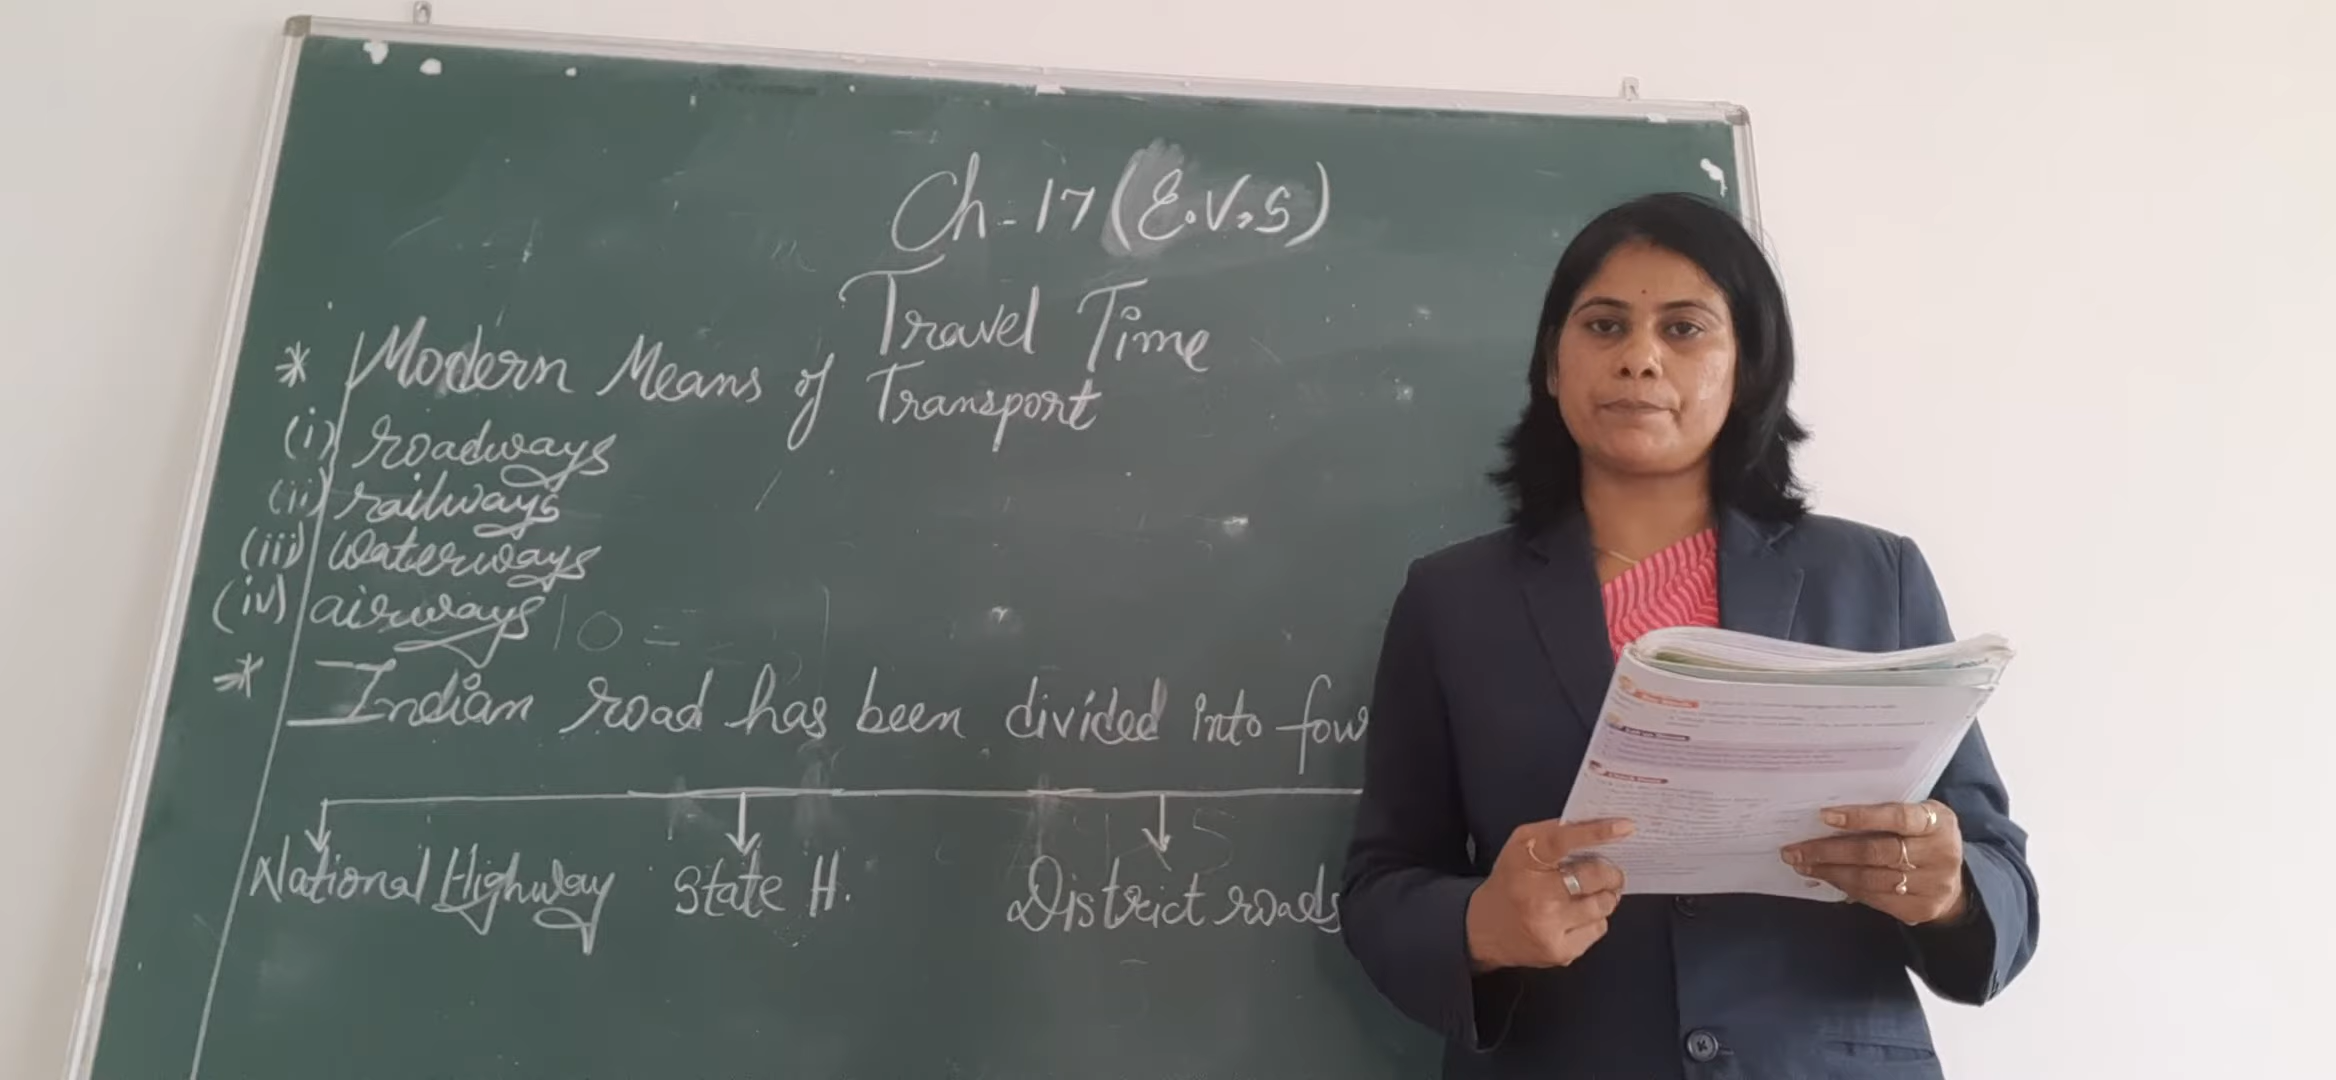 Ch-17 (E.V.S)
Travel Time
* Modern Means of Transport
(i) roadways
(ii) railways
(iii) waterways
(iv) airways
* Indian road has been divided into four
National Highway State H. District roads